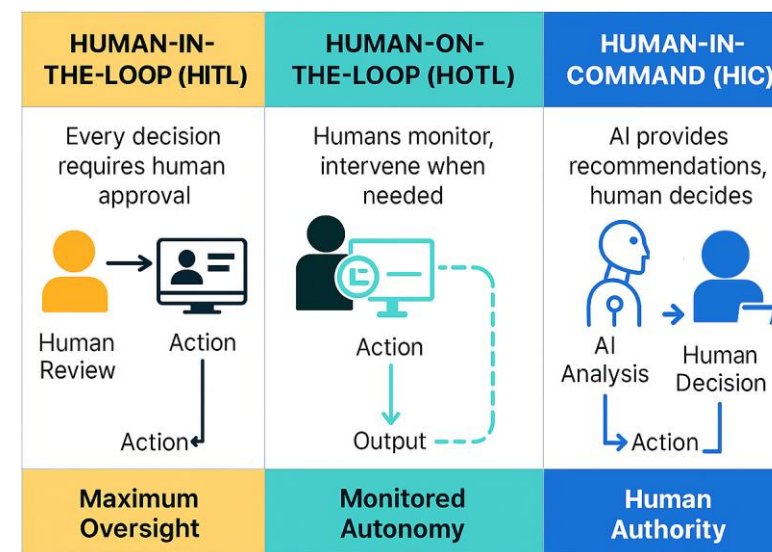 HUMAN-IN-
THE-LOOP (HITL)
Every decision
requires human
approval
Human
Review
Action
Action
Maximum
Oversight
HUMAN-ON-
THE-LOOP (HOTL)
Humans monitor,
intervene when
needed
Action
Output
Monitored
Autonomy
HUMAN-IN-
COMMAND (HIC)
AI provides
recommendations,
human decides
AI
Analysis
Human
Decision
Action
Human
Authority